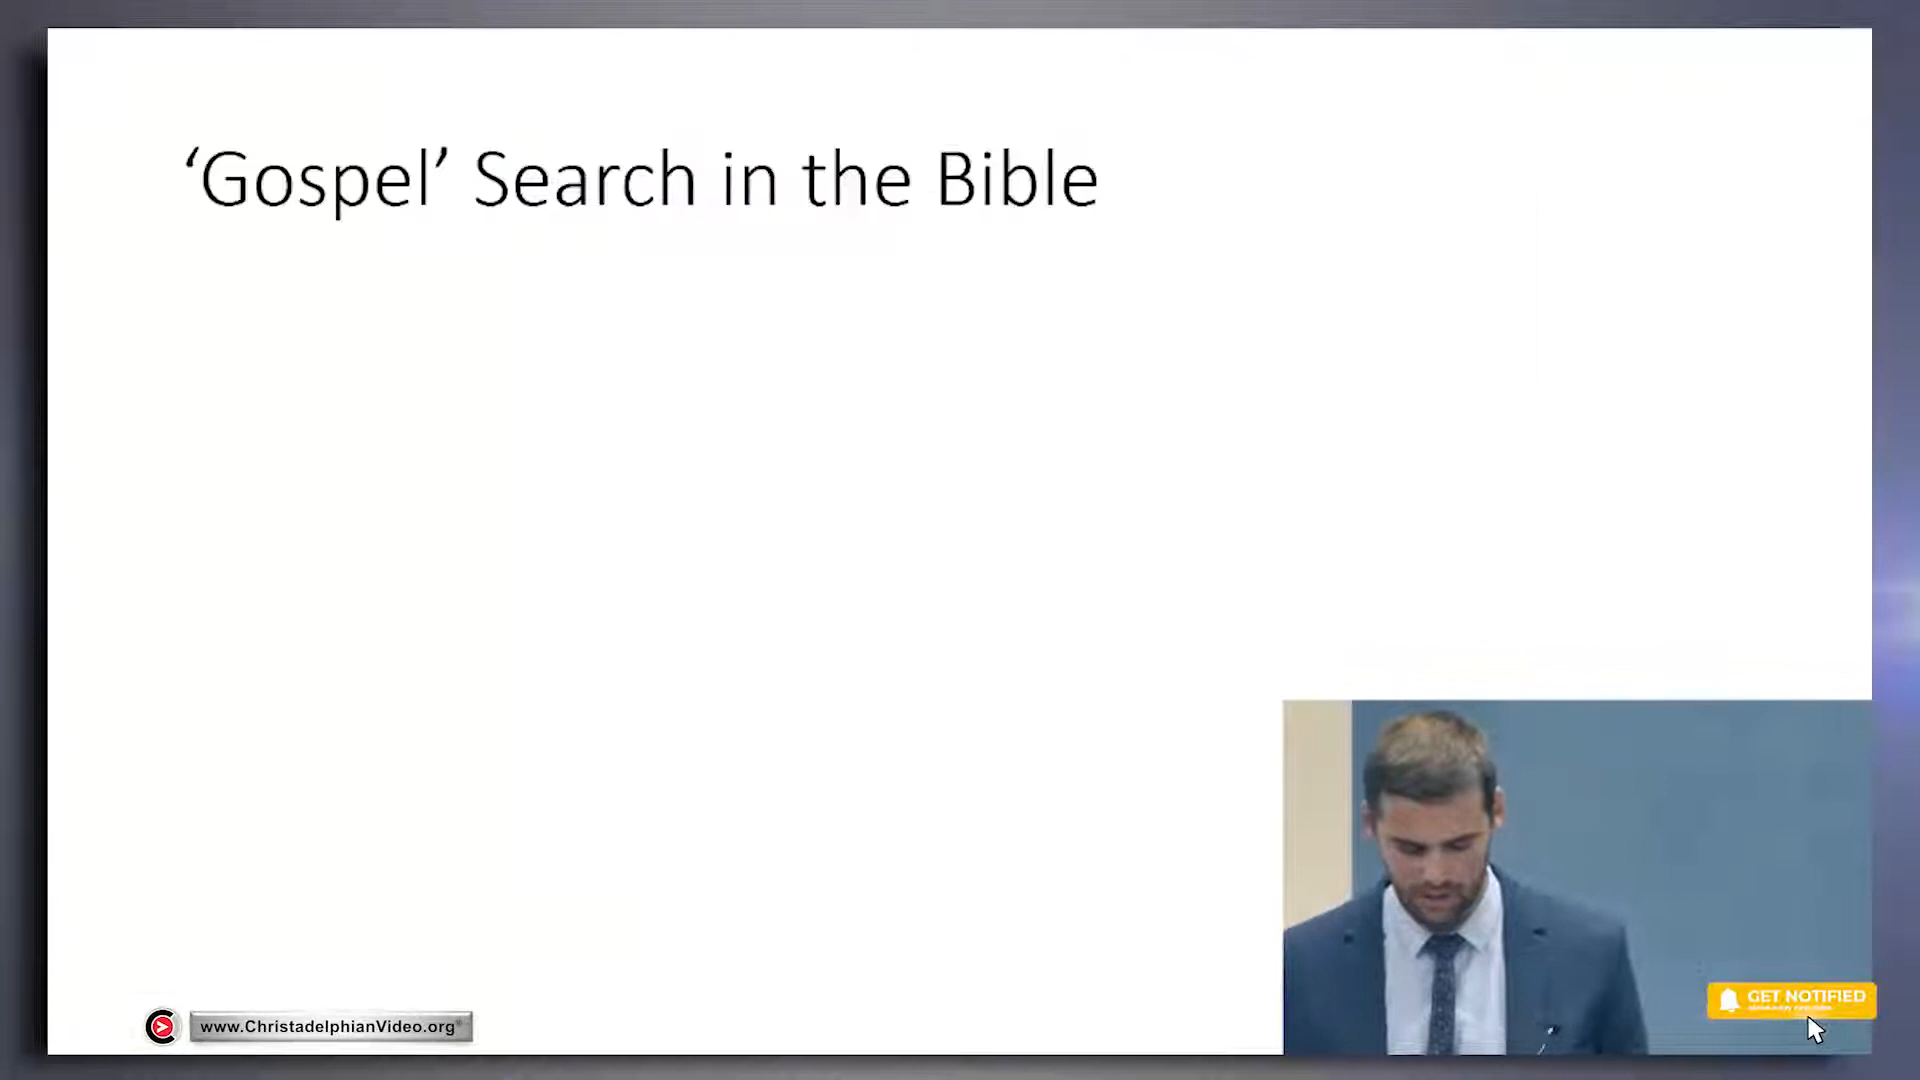 ‘Gospel’ Search in the Bible
www.ChristadelphianVideo.org
GET NOTIFIED